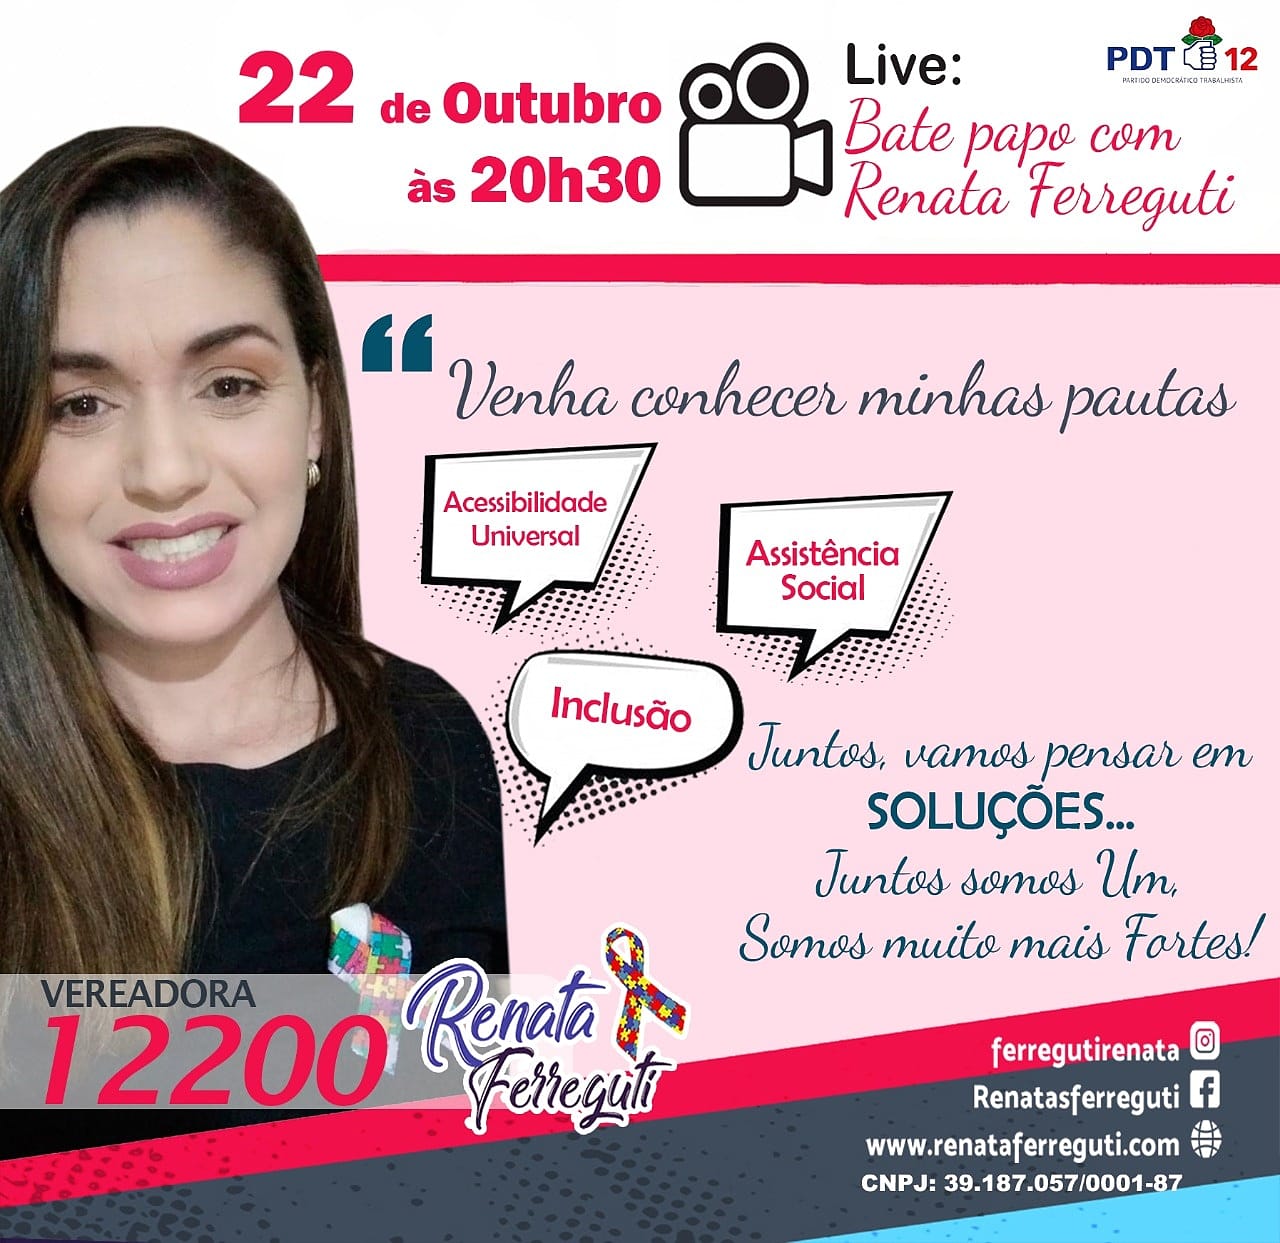 22 de Outubro
às 20h30
Live:
Bate papo com
Renata Ferreguti
PDT 12
PARTIDO DEMOCRÁTICO TRABALHISTA
“Venha conhecer minhas pautas
Acessibilidade
Universal
Assistência
Social
Inclusão
Juntos, vamos pensar em
SOLUÇÕES...
Juntos somos Um,
Somos muito mais Fortes!
VEREADORA
12200
Renata
Ferreguti
ferregutirenata
Renatasferreguti
www.renataferreguti.com
CNPJ: 39.187.057/0001-87